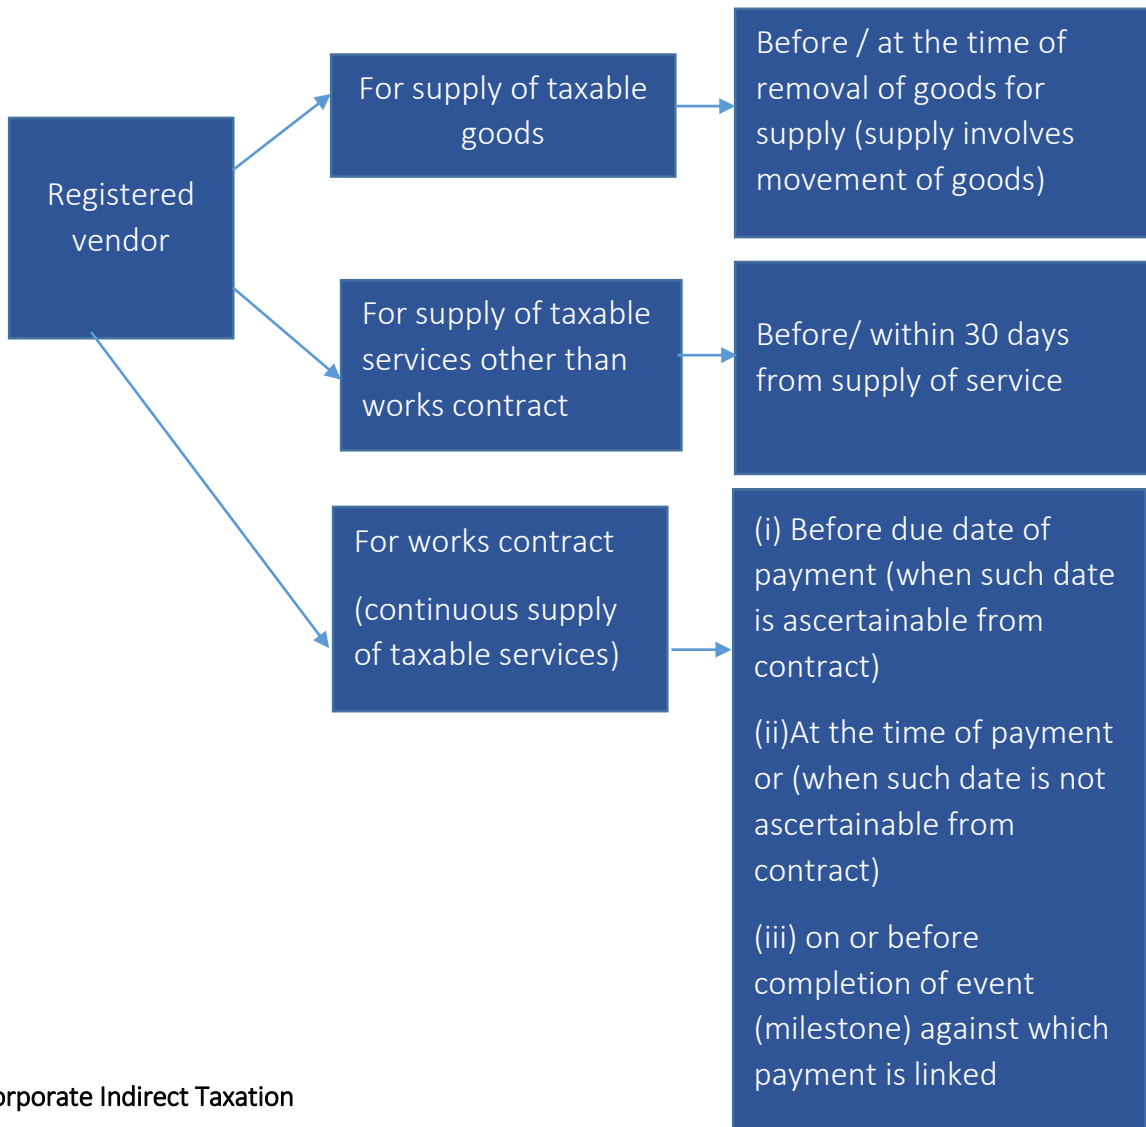 Registered
vendor
For supply of taxable
goods
Before / at the time of
removal of goods for
supply (supply involves
movement of goods)
For supply of taxable
services other than
works contract
Before/ within 30 days
from supply of service
For works contract
(continuous supply
of taxable services)
(i) Before due date of
payment (when such date
is ascertainable from
contract)
(ii)At the time of payment
or (when such date is not
ascertainable from
contract)
(iii) on or before
completion of event
(milestone) against which
payment is linked
orporate Indirect Taxation